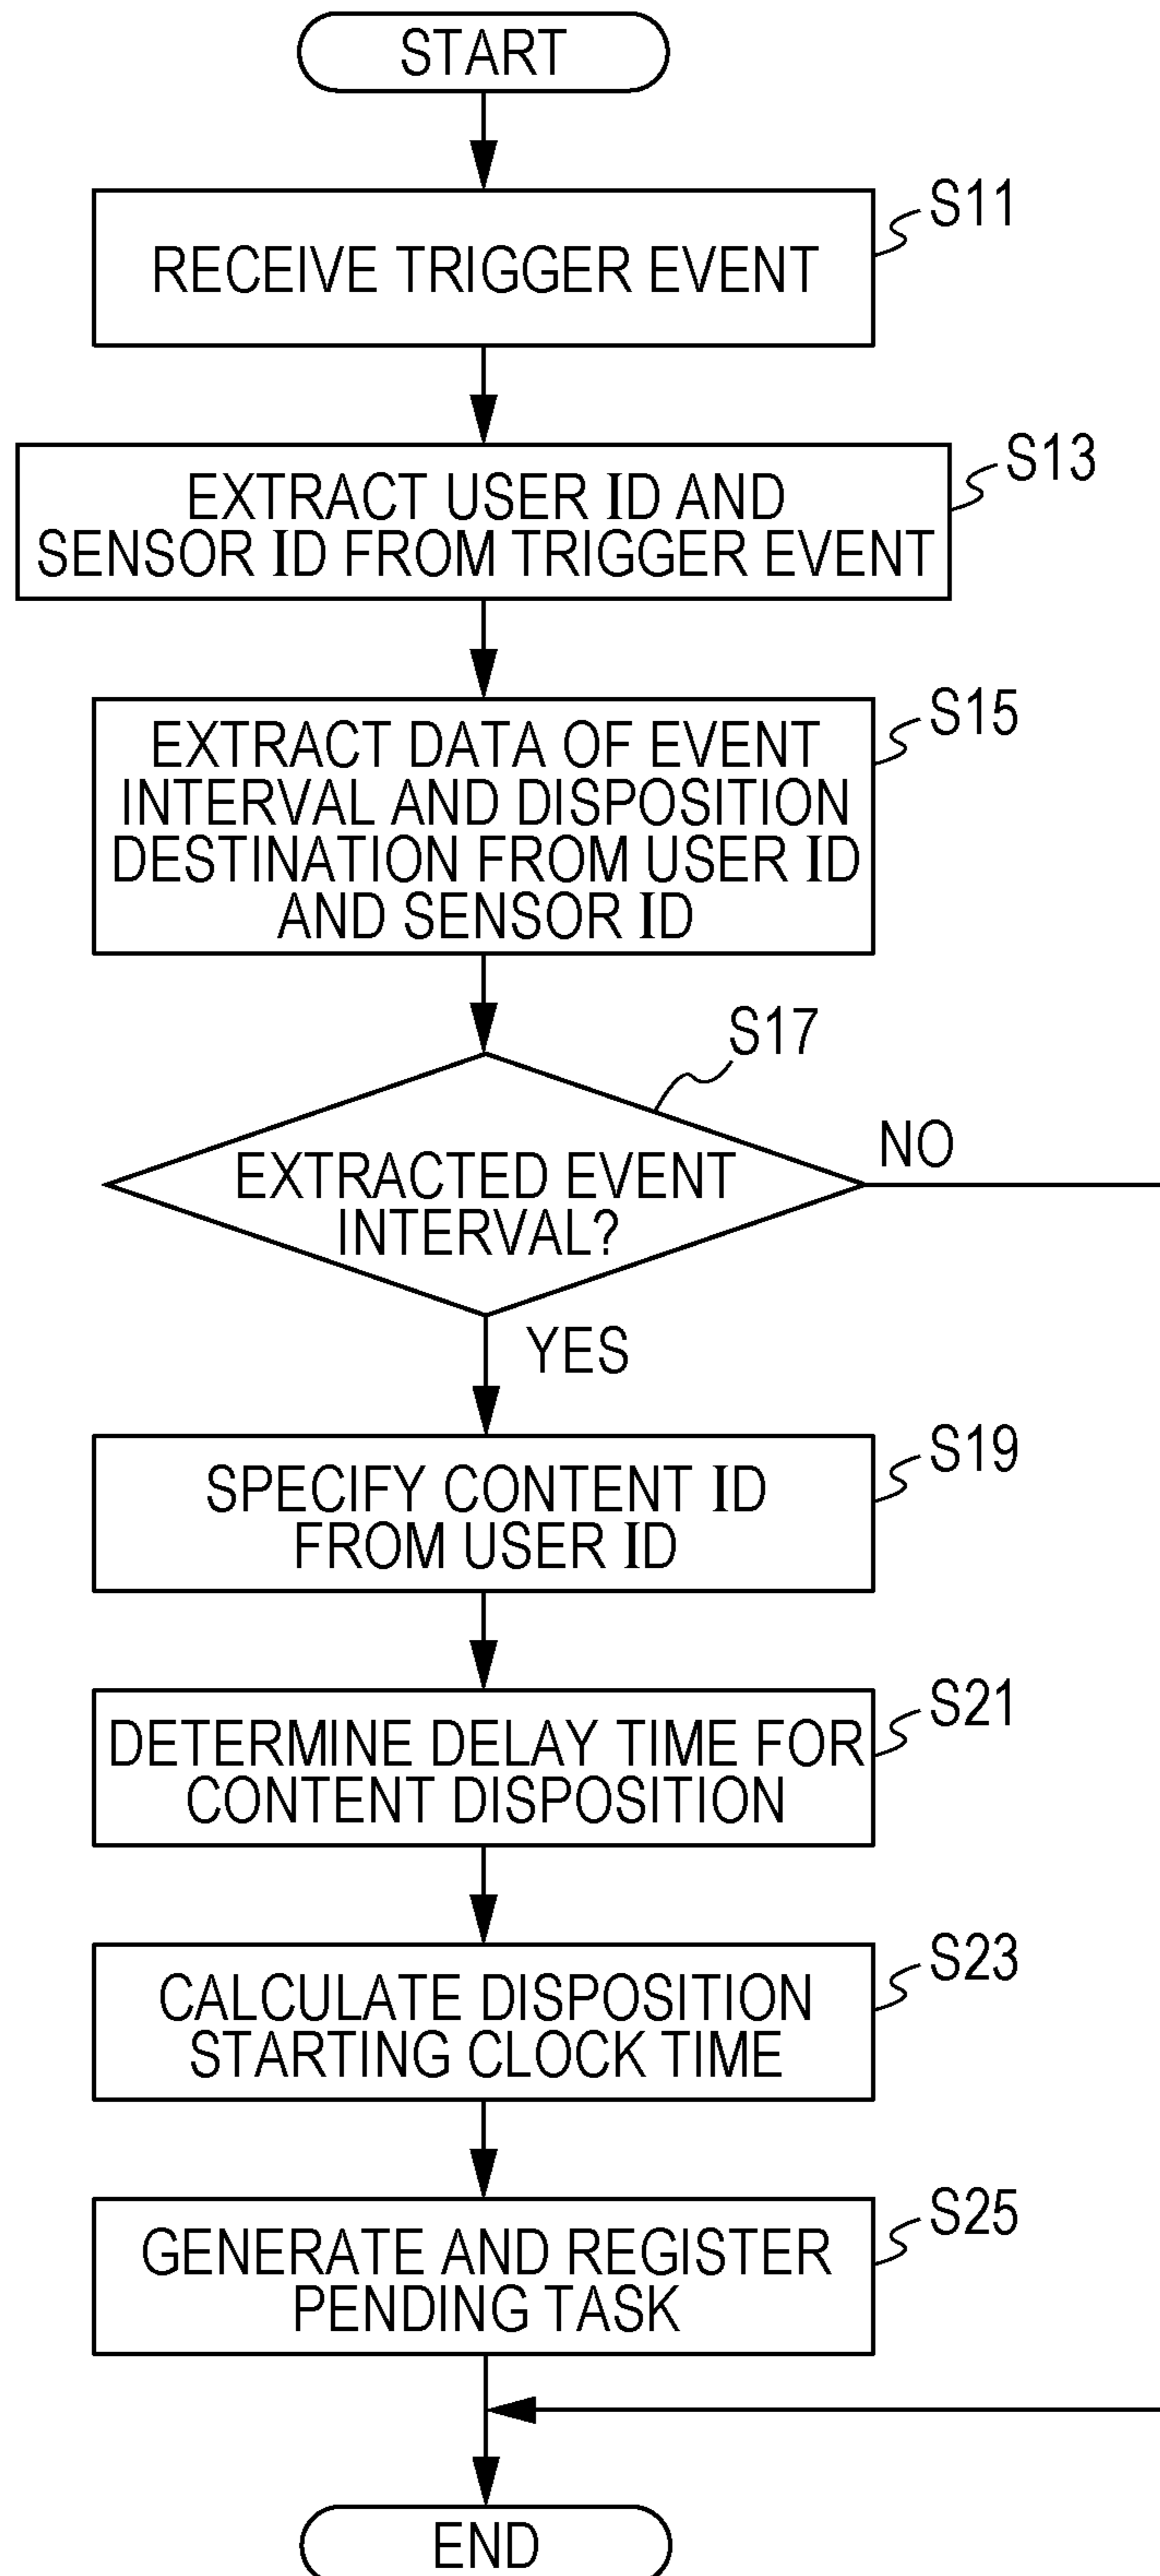 START
S11
RECEIVE TRIGGER EVENT
S13
EXTRACT USER ID AND
SENSOR ID FROM TRIGGER EVENT
S15
EXTRACT DATA OF EVENT
INTERVAL AND DISPOSITION
DESTINATION FROM USER ID
AND SENSOR ID
S17
NO
EXTRACTED EVENT
INTERVAL?
YES
S19
SPECIFY CONTENT ID
FROM USER ID
S21
DETERMINE DELAY TIME FOR
CONTENT DISPOSITION
S23
CALCULATE DISPOSITION
STARTING CLOCK TIME
S25
GENERATE AND REGISTER
PENDING TASK
END